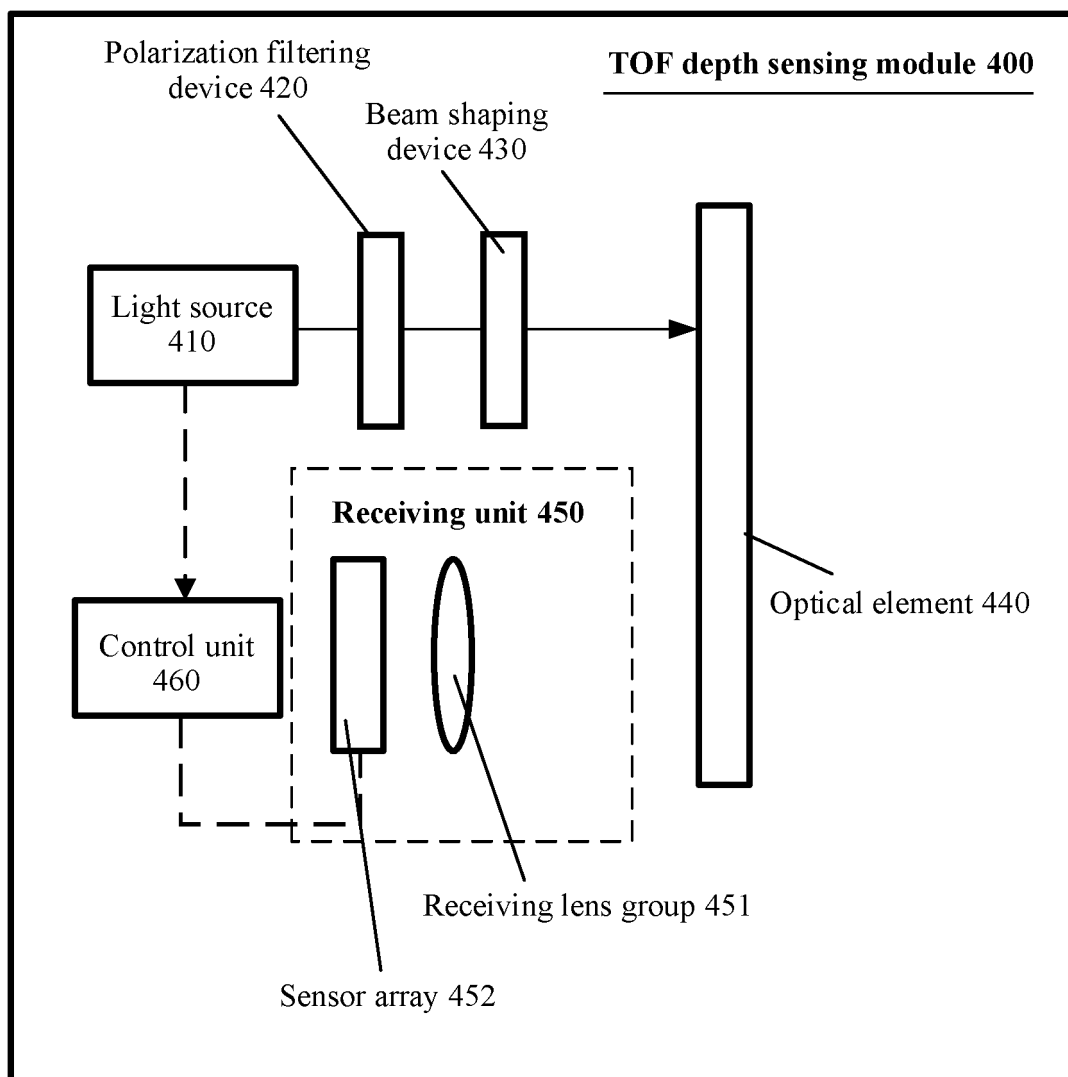 Polarization filtering
device 420
TOF depth sensing module 400
Beam shaping
device 430
Light source
410
Receiving unit 450
Optical element 440
Control unit
460
Receiving lens group 451
Sensor array 452